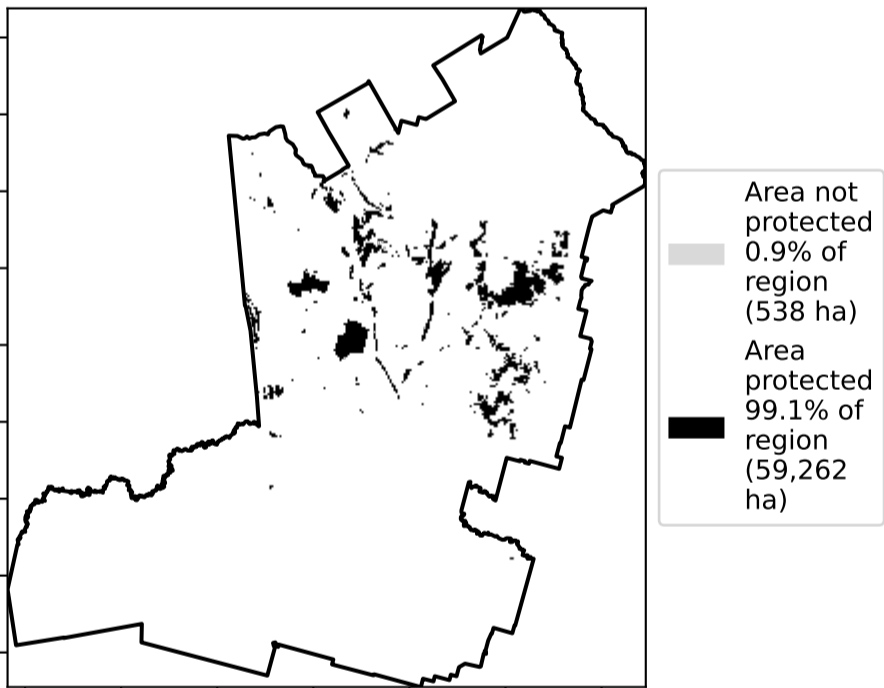 Area not
protected
0.9% of
region
(538 ha)
Area
protected
99.1% of
region
(59,262
ha)